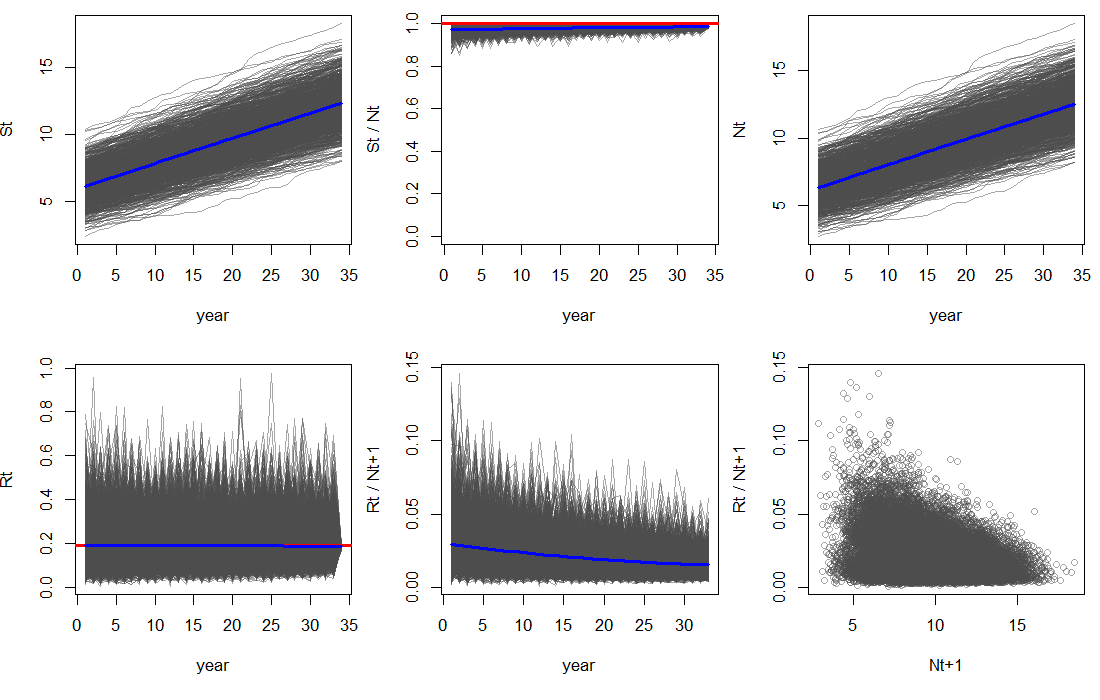 St
5 10 15
0 5 10 15 20 25 30 35
year
St / Nt
0.0 0.2 0.4 0.6 0.8 1.0
0 5 10 15 20 25 30 35
year
Nt
5 10 15
0 5 10 15 20 25 30 35
year
Rt
0.0 0.2 0.4 0.6 0.8 1.0
0 5 10 15 20 25 30 35
year
Rt / Nt+1
0.00 0.05 0.10 0.15
0 5 10 15 20 25 30
year
Rt / Nt+1
0.00 0.05 0.10 0.15
5 10 15
Nt+1